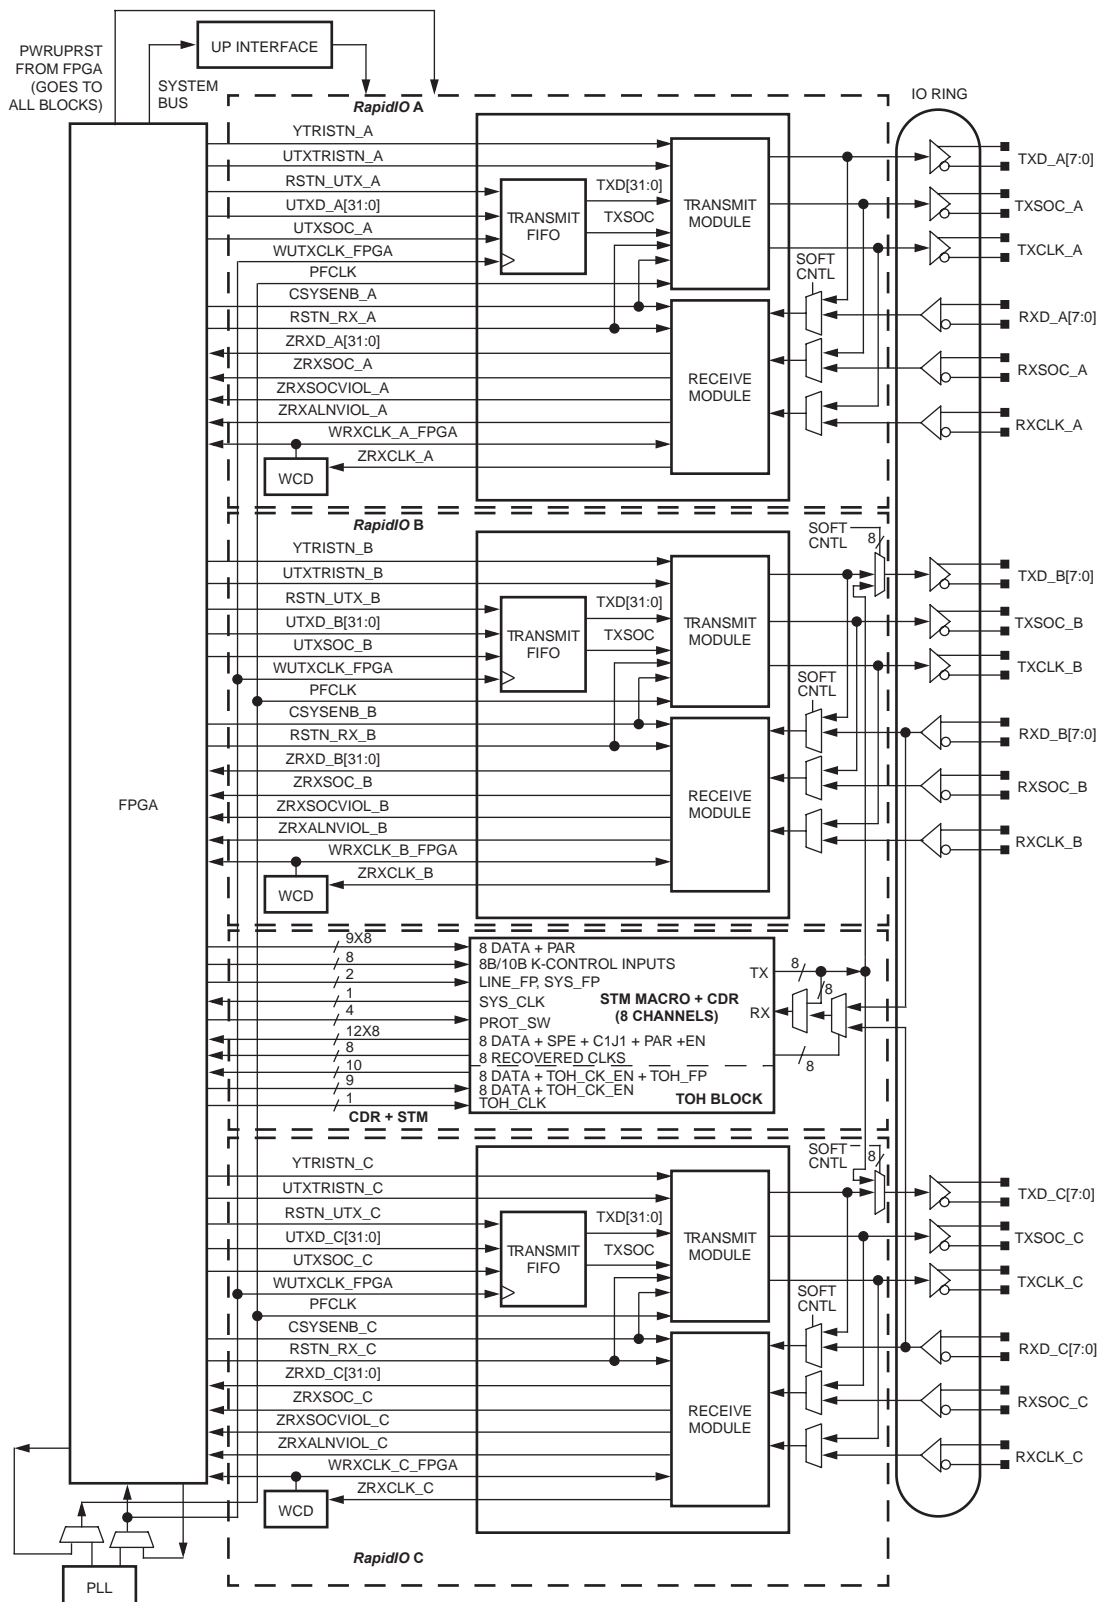 PWRUPRST
FROM FPGA
(GOES TO
ALL BLOCKS)
SYSTEM
BUS
UP INTERFACE
IO RING
FPGA
RapidIO A
YTRISTN_A
UTXTRISTN_A
RSTN_UTX_A
UTXD_A[31:0]
UTXSOC_A
WUTXCLK_FPGA
PFCLK
CSYSENB_A
RSTN_RX_A
ZRXD_A[31:0]
ZRXSOC_A
ZRXSOCVIOL_A
ZRXALNVIOL_A
WRXCLK_A_FPGA
ZRXCLK_A
WCD
TRANSMIT
FIFO
TXD[31:0]
TXSOC
TRANSMIT
MODULE
RECEIVE
MODULE
SOFT
CNTL
TXD_A[7:0]
TXSOC_A
TXCLK_A
RXD_A[7:0]
RXSOC_A
RXCLK_A
RapidIO B
YTRISTN_B
UTXTRISTN_B
RSTN_UTX_B
UTXD_B[31:0]
UTXSOC_B
WUTXCLK_FPGA
PFCLK
CSYSENB_B
RSTN_RX_B
ZRXD_B[31:0]
ZRXSOC_B
ZRXSOCVIOL_B
ZRXALNVIOL_B
WRXCLK_B_FPGA
ZRXCLK_B
WCD
TRANSMIT
FIFO
TXD[31:0]
TXSOC
TRANSMIT
MODULE
RECEIVE
MODULE
SOFT
CNTL
8
SOFT
CNTL
TXD_B[7:0]
TXSOC_B
TXCLK_B
RXD_B[7:0]
RXSOC_B
RXCLK_B
9X8
8
2
1
4
12X8
8
10
9
1
CDR + STM
8 DATA + PAR
8B/10B K-CONTROL INPUTS
LINE_FP, SYS_FP
SYS_CLK
PROT_SW
8 DATA + SPE + C1J1 + PAR +EN
8 RECOVERED CLKS
8 DATA + TOH_CK_EN + TOH_FP
8 DATA + TOH_CK_EN
TOH_CLK
STM MACRO + CDR
(8 CHANNELS)
TOH BLOCK
TX
RX
8
8
8
RapidIO C
YTRISTN_C
UTXTRISTN_C
RSTN_UTX_C
UTXD_C[31:0]
UTXSOC_C
WUTXCLK_FPGA
PFCLK
CSYSENB_C
RSTN_RX_C
ZRXD_C[31:0]
ZRXSOC_C
ZRXSOCVIOL_C
ZRXALNVIOL_C
WRXCLK_C_FPGA
ZRXCLK_C
WCD
TRANSMIT
FIFO
TXD[31:0]
TXSOC
TRANSMIT
MODULE
RECEIVE
MODULE
SOFT
CNTL
8
SOFT
CNTL
TXD_C[7:0]
TXSOC_C
TXCLK_C
RXD_C[7:0]
RXSOC_C
RXCLK_C
PLL